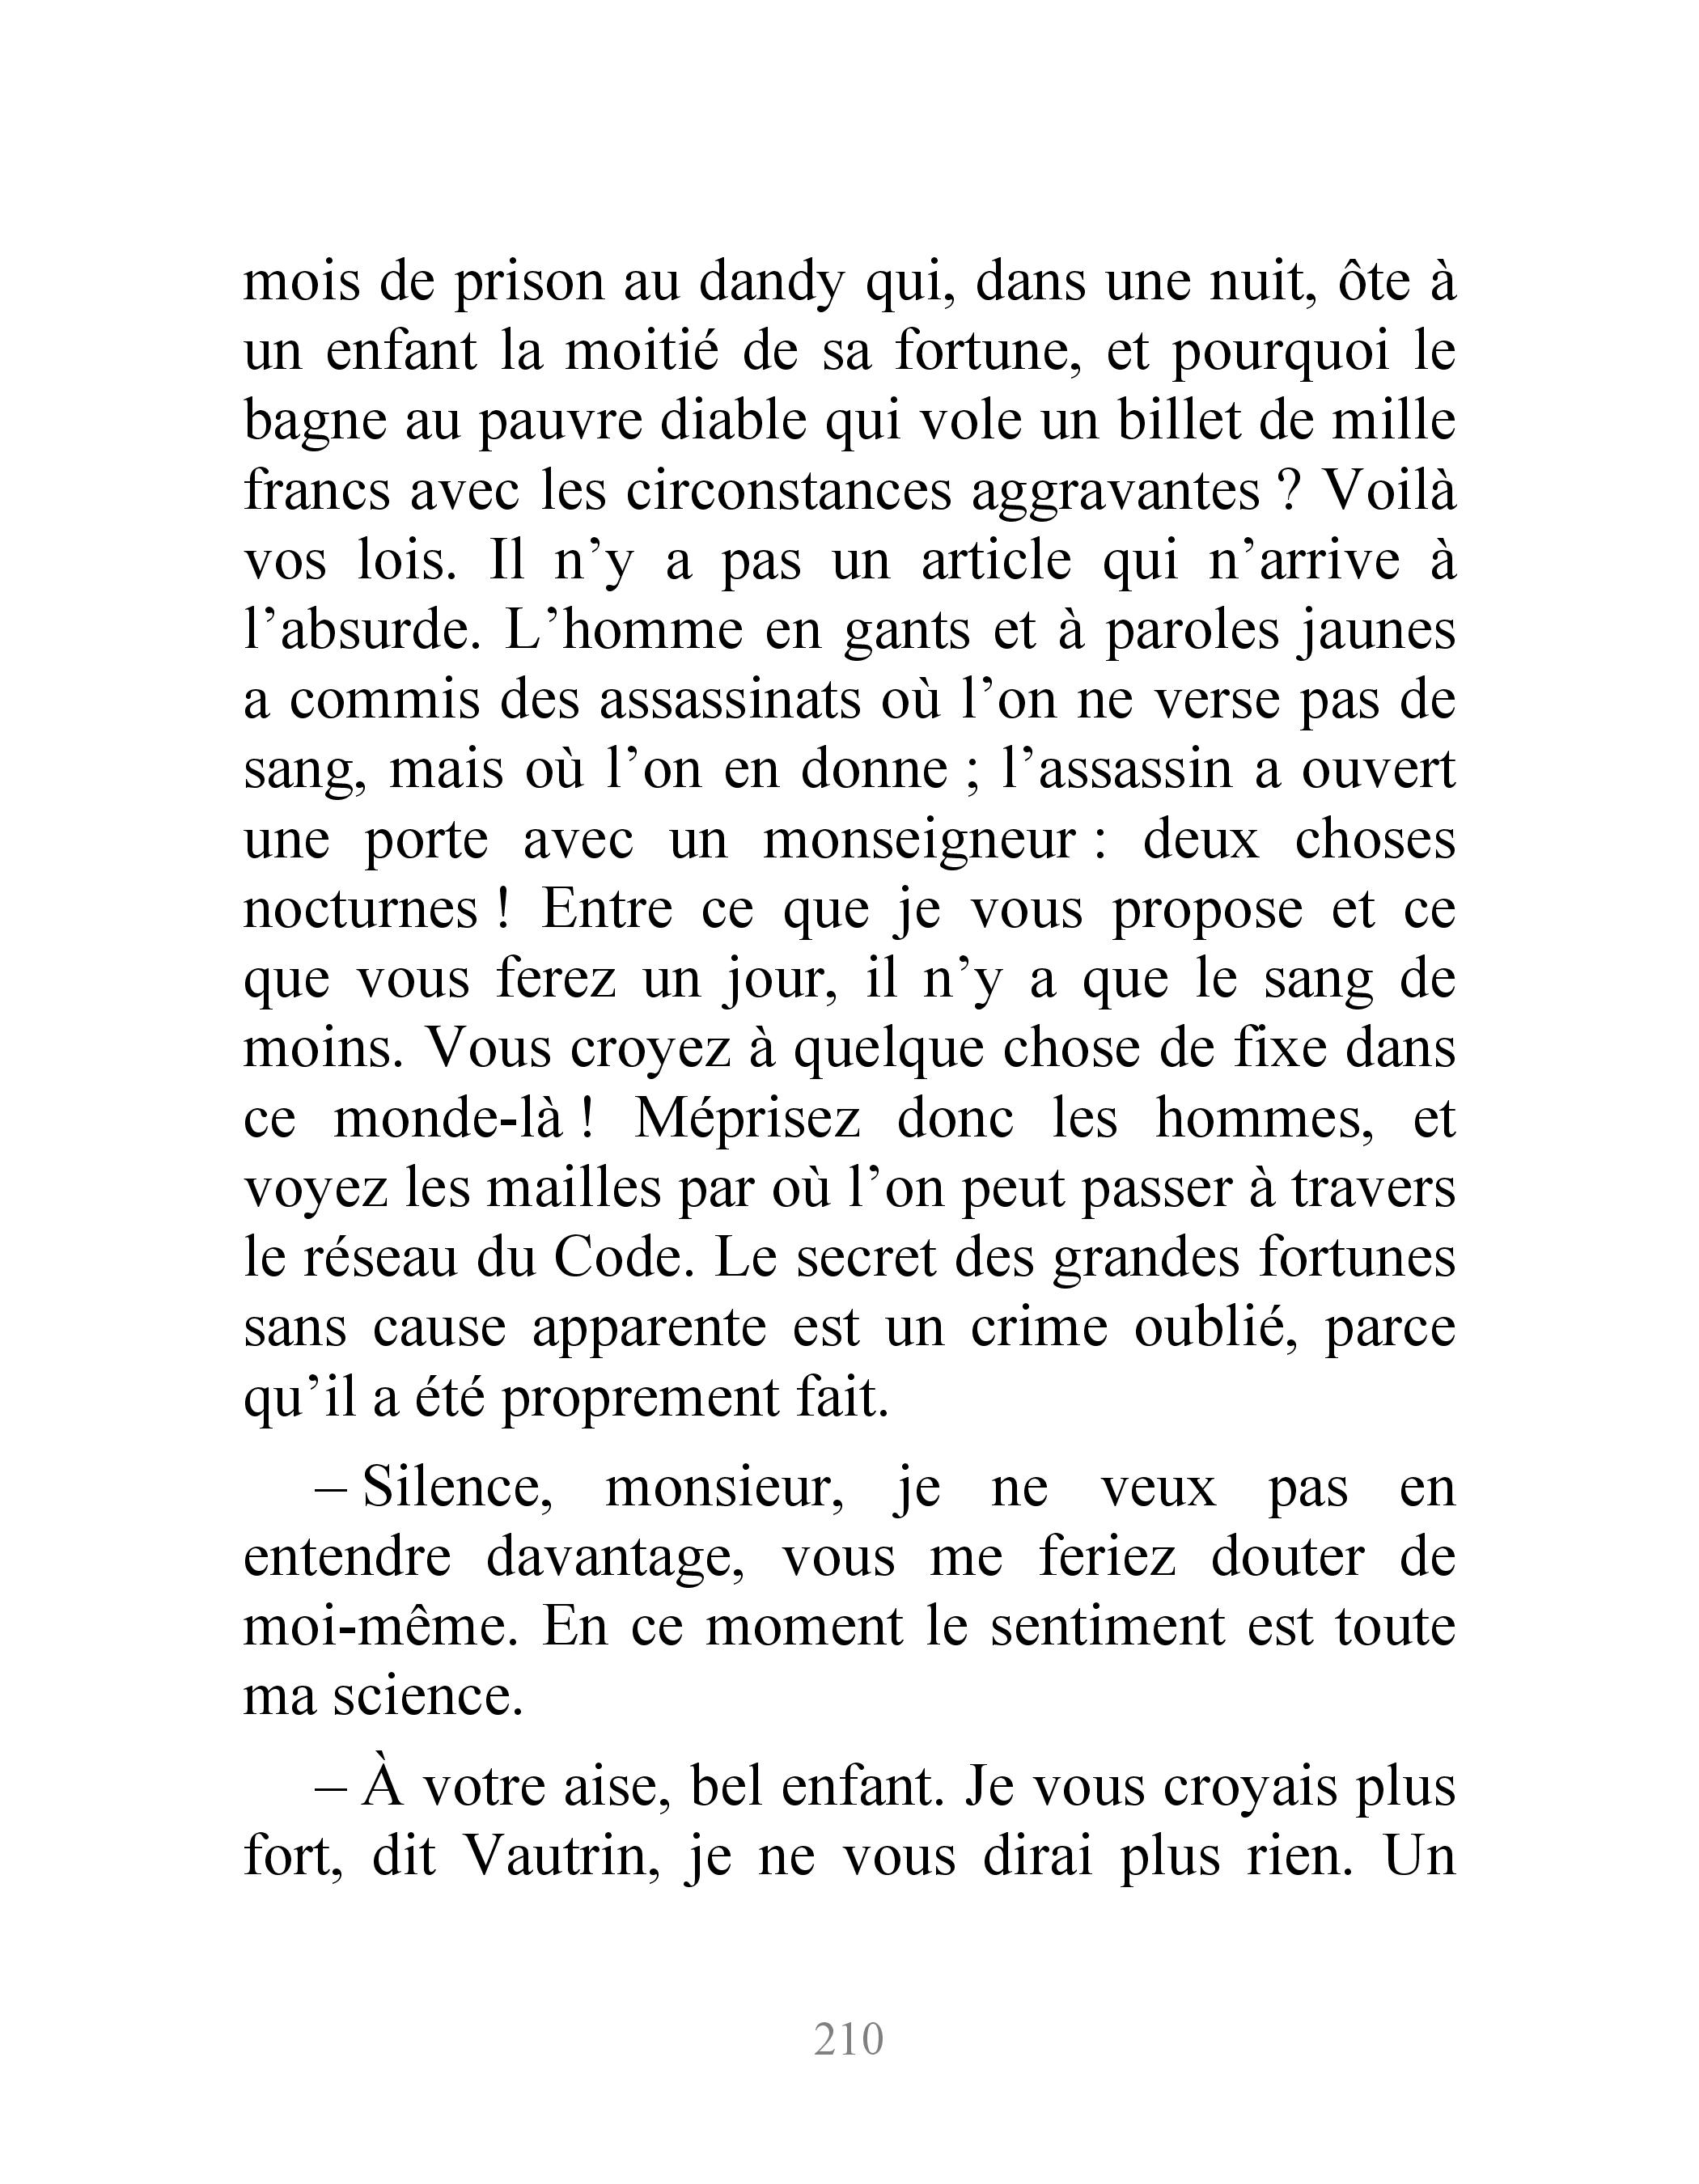 mois de prison au dandy qui, dans une nuit, ôte à
un enfant la moitié de sa fortune, et pourquoi le
bagne au pauvre diable qui vole un billet de mille
francs avec les circonstances aggravantes ? Voilà
vos lois. Il n’y a pas un article qui n’arrive à
l’absurde. L’homme en gants et à paroles jaunes
a commis des assassinats où l’on ne verse pas de
sang, mais où l’on en donne ; l’assassin a ouvert
une porte avec un monseigneur : deux choses
nocturnes ! Entre ce que je vous propose et ce
que vous ferez un jour, il n’y a que le sang de
moins. Vous croyez à quelque chose de fixe dans
ce monde-là ! Méprisez donc les hommes, et
voyez les mailles par où l’on peut passer à travers
le réseau du Code. Le secret des grandes fortunes
sans cause apparente est un crime oublié, parce
qu’il a été proprement fait.
– Silence, monsieur, je ne veux pas en
entendre davantage, vous me feriez douter de
moi-même. En ce moment le sentiment est toute
ma science.
– À votre aise, bel enfant. Je vous croyais plus
fort, dit Vautrin, je ne vous dirai plus rien. Un
210